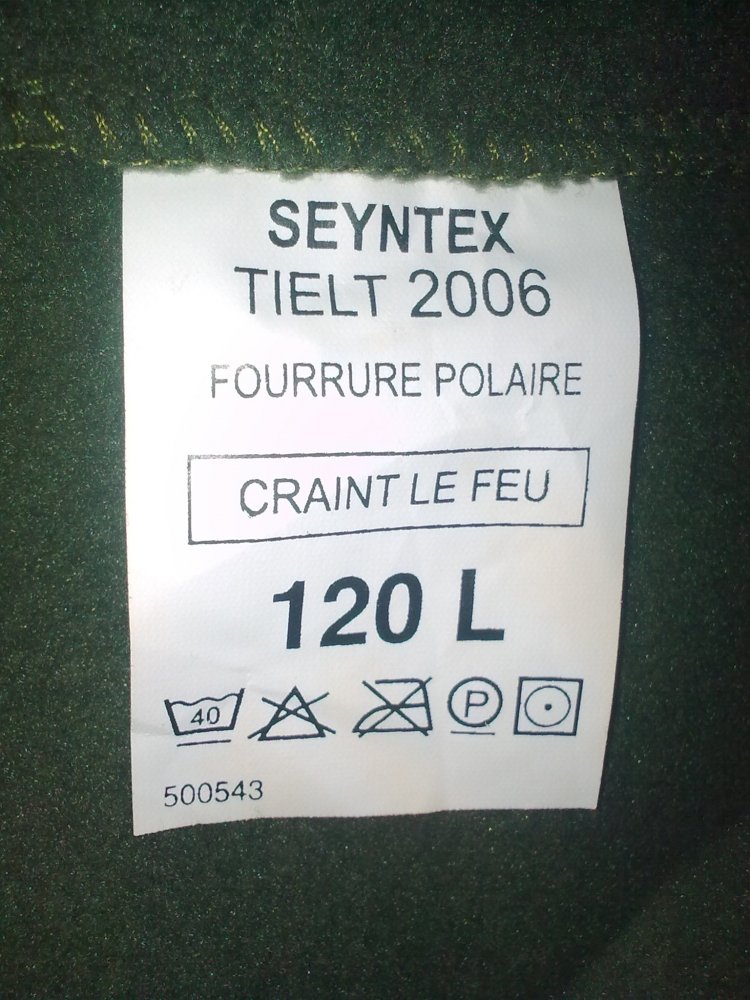 SEYNTEX
TIELT 2006
FOURRURE POLAIRE
CRAINT LE FEU
120 L
40 P
500543